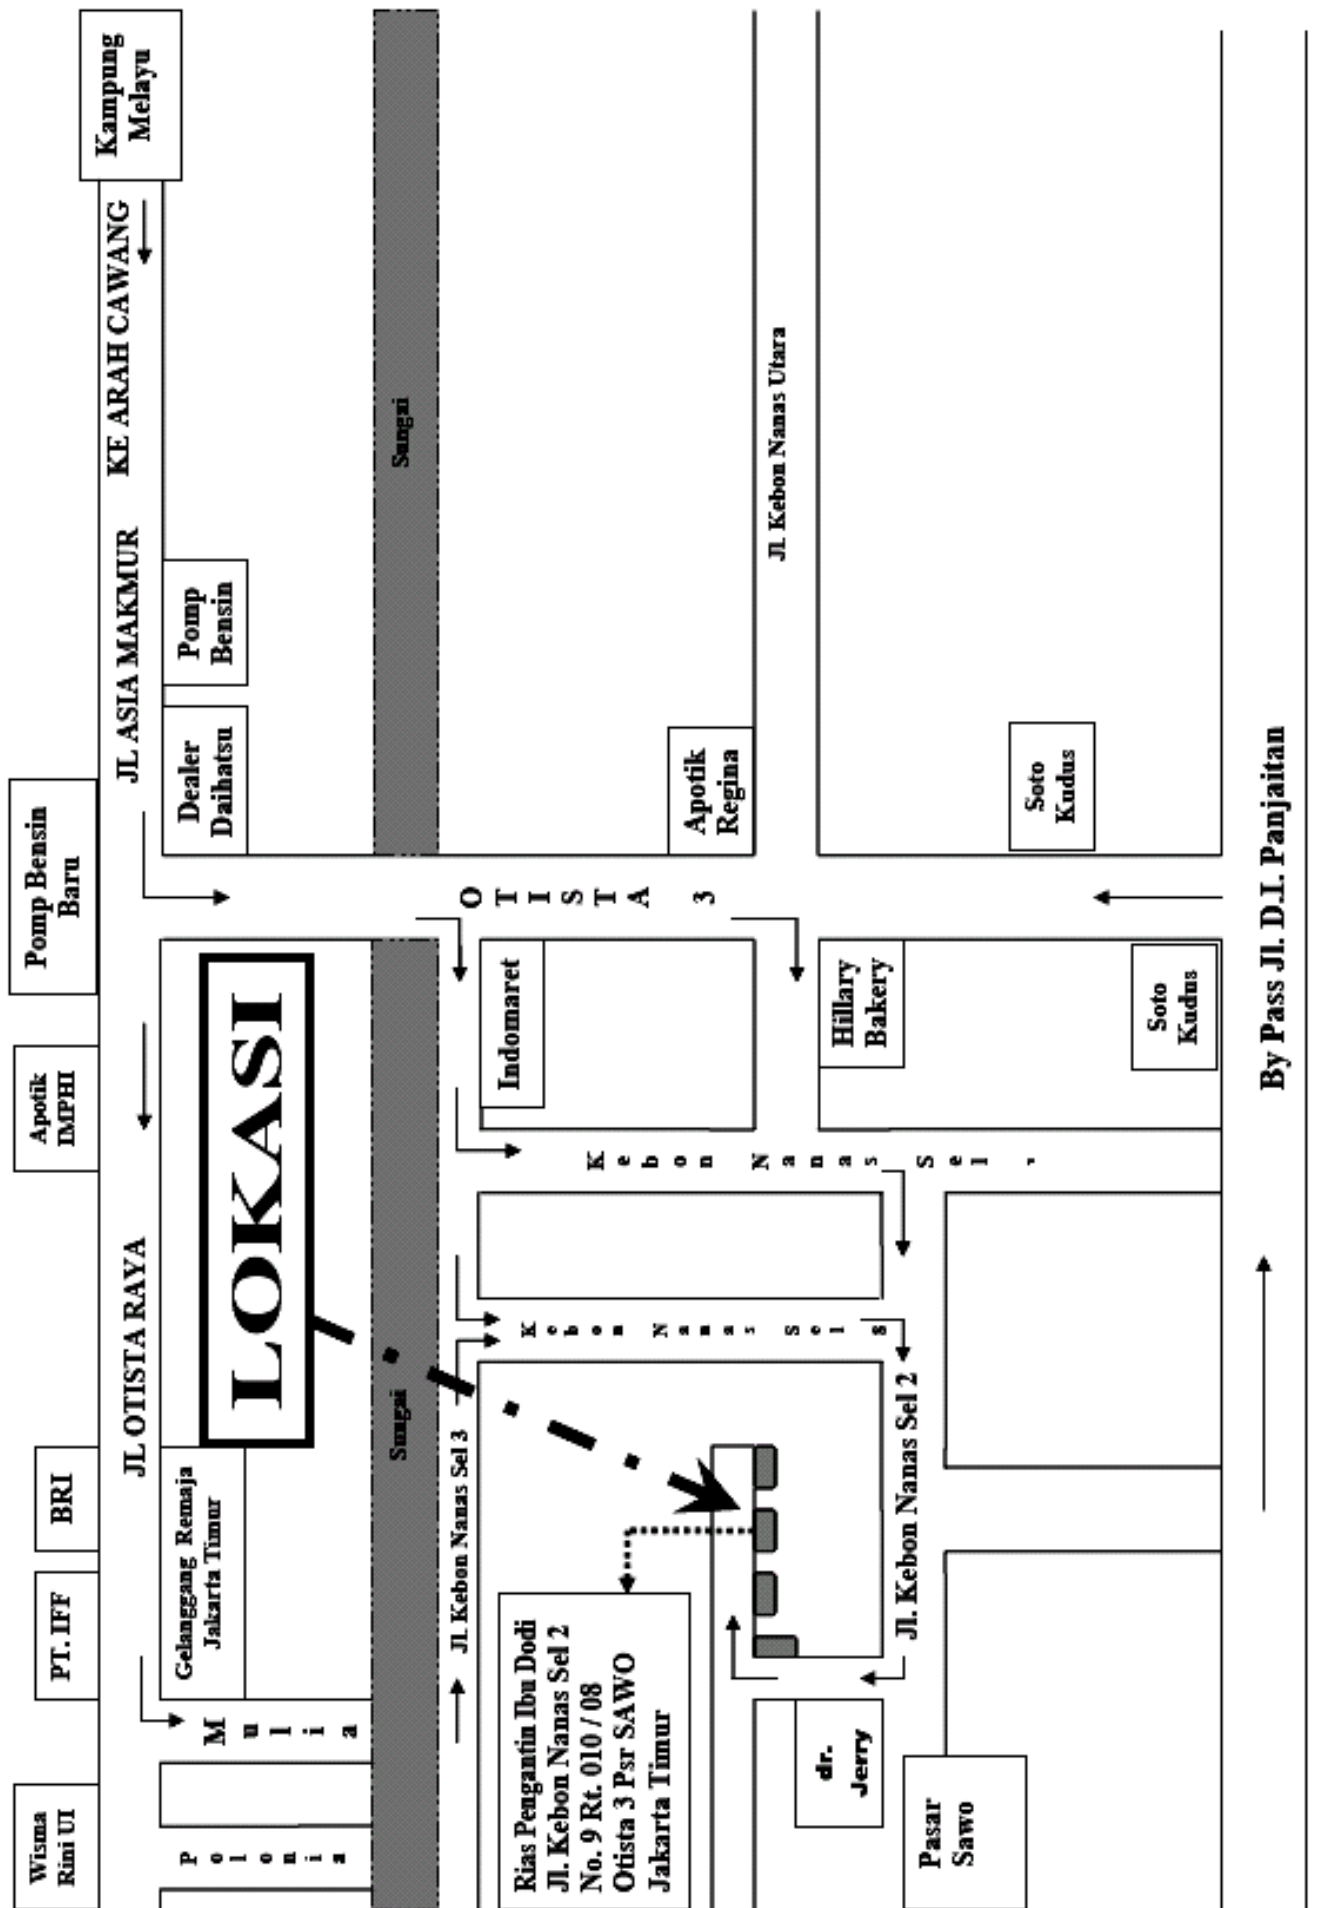 Kampung
Melayu
KE ARAH CAWANG
JL ASIA MAKMUR
Pomp
Bensin
Dealer
Daihatsu
Pomp Bensin
Baru
Apotik
IMPHI
JL OTISTA RAYA
BRI
PT. IFF
Wisma
Rini UI
Gelanggang Remaja
Jakarta Timur
Mulia
Polonia
LOKASI
Sungai
Sungai
OTISTA 3
Indomaret
Apotik
Regina
Jl. Kebon Nanas Utara
Hillary
Bakery
Soto
Kudus
Soto
Kudus
By Pass Jl. D.I. Panjaitan
Kebon Nanas Sel
Kebon Nanas Sel 8
Jl. Kebon Nanas Sel 3
Jl. Kebon Nanas Sel 2
Rias Pengantin Ibu Dodi
Jl. Kebon Nanas Sel 2
No. 9 Rt. 010 / 08
Otista 3 Psr SAWO
Jakarta Timur
dr.
Jerry
Pasar
Sawo